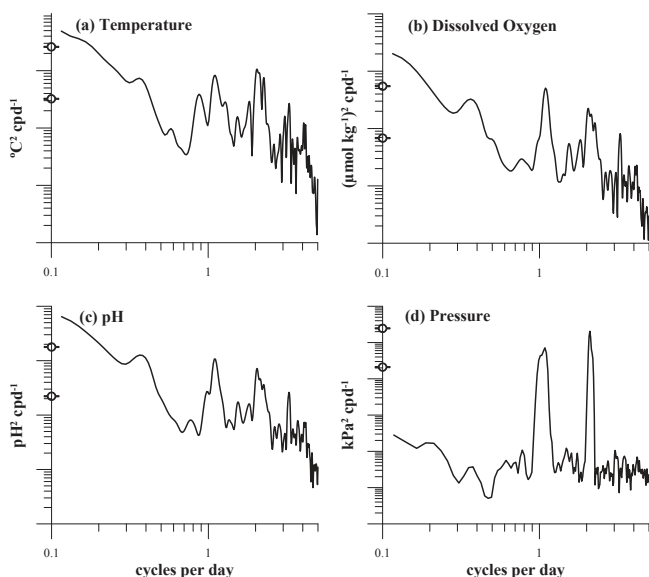 (a) Temperature
ºC² cpd⁻¹
0.1
1
(b) Dissolved Oxygen
(µmol kg⁻¹)² cpd⁻¹
0.1
1
(c) pH
pH² cpd⁻¹
0.1
1
cycles per day
(d) Pressure
kPa² cpd⁻¹
0.1
1
cycles per day